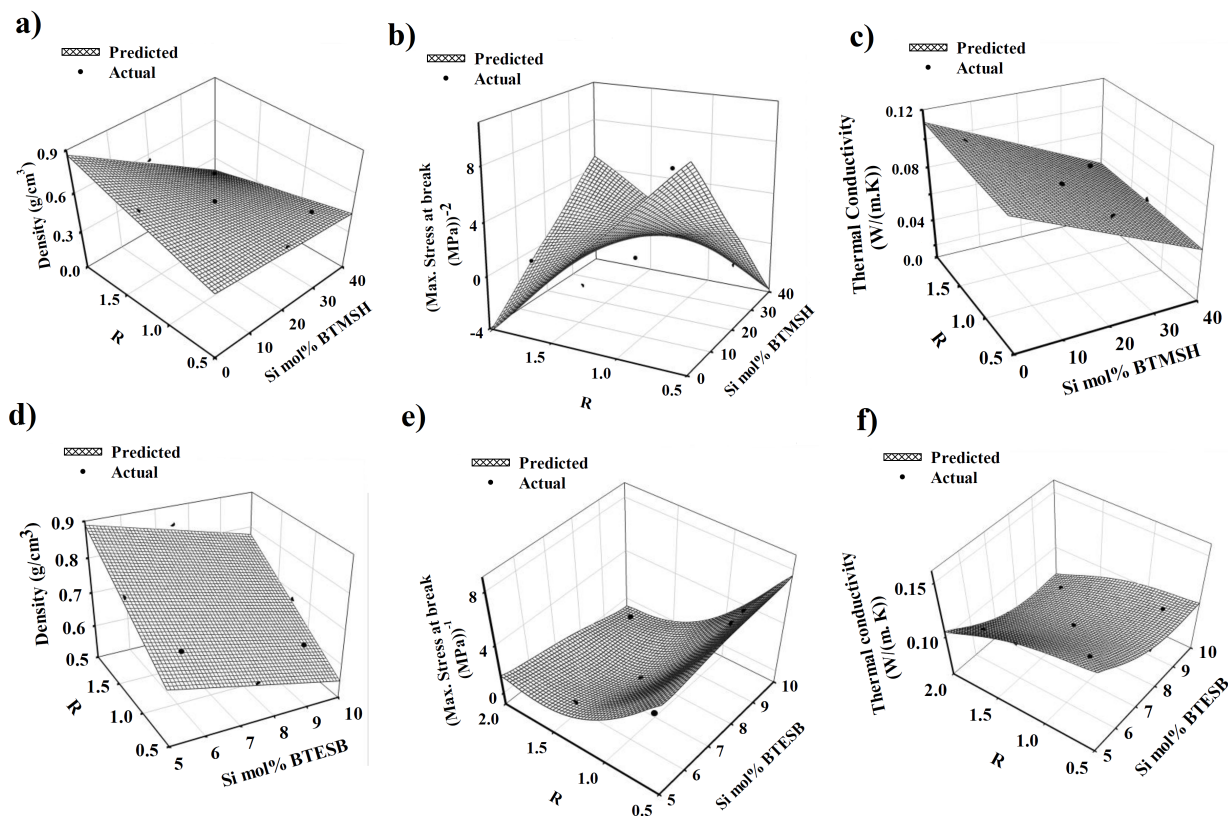 a)
Predicted
Actual
Density (g/cm³)
0.9
0.6
0.3
0.0
1.5
1.0
0.5
R
0
10
20
30
40
Si mol% BTMSH
b)
Predicted
Actual
(Max. Stress at break
(MPa))⁻²
8
4
0
-4
1.5
1.0
0.5
R
0
10
20
30
40
Si mol% BTMSH
c)
Predicted
Actual
Thermal Conductivity
(W/(m.K))
0.12
0.08
0.04
0.0
1.5
1.0
0.5
R
0
10
20
30
40
Si mol% BTMSH
d)
Predicted
Actual
Density (g/cm³)
0.9
0.8
0.7
0.6
0.5
1.5
1.0
0.5
R
5
6
7
8
9
10
Si mol% BTESB
e)
Predicted
Actual
(Max. Stress at break
(MPa))⁻¹
8
4
0
2.0
1.5
1.0
0.5
R
5
6
7
8
9
10
Si mol% BTESB
f)
Predicted
Actual
Thermal conductivity
(W/(m. K))
0.15
0.10
2.0
1.5
1.0
0.5
R
5
6
7
8
9
10
Si mol% BTESB